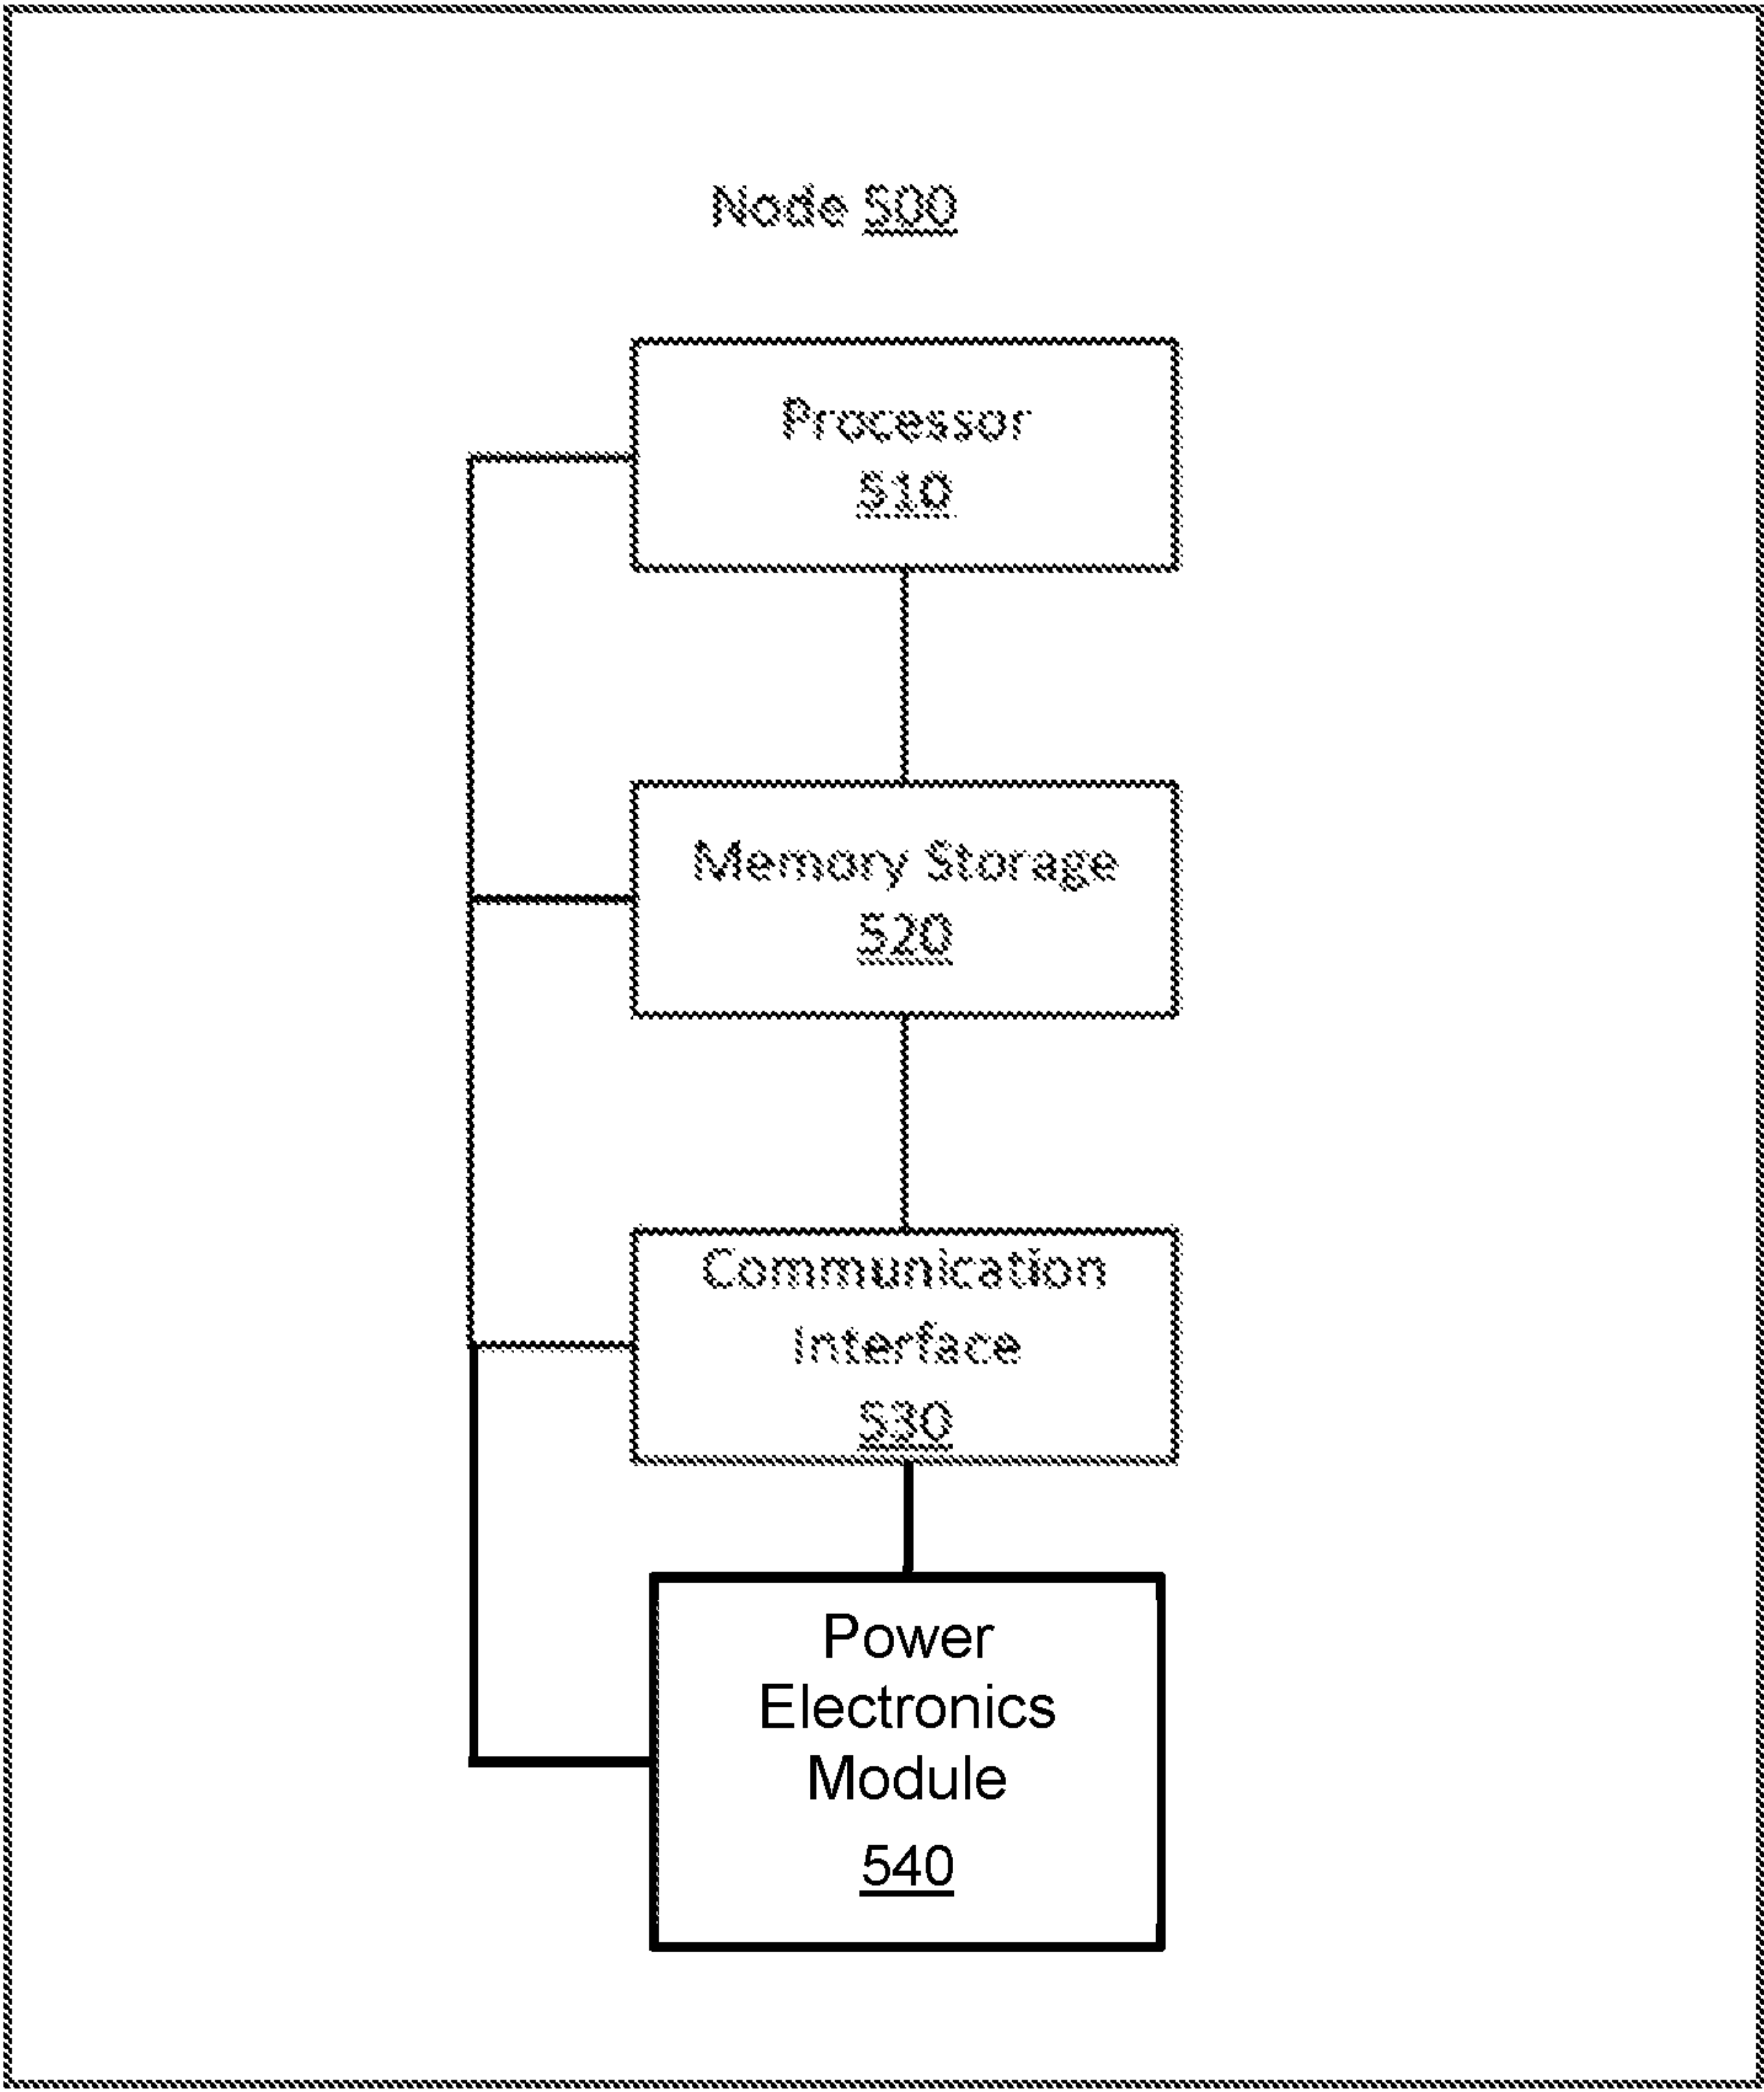 Node 500
Processor
510
Memory Storage
520
Communication
Interface
530
Power
Electronics
Module
540